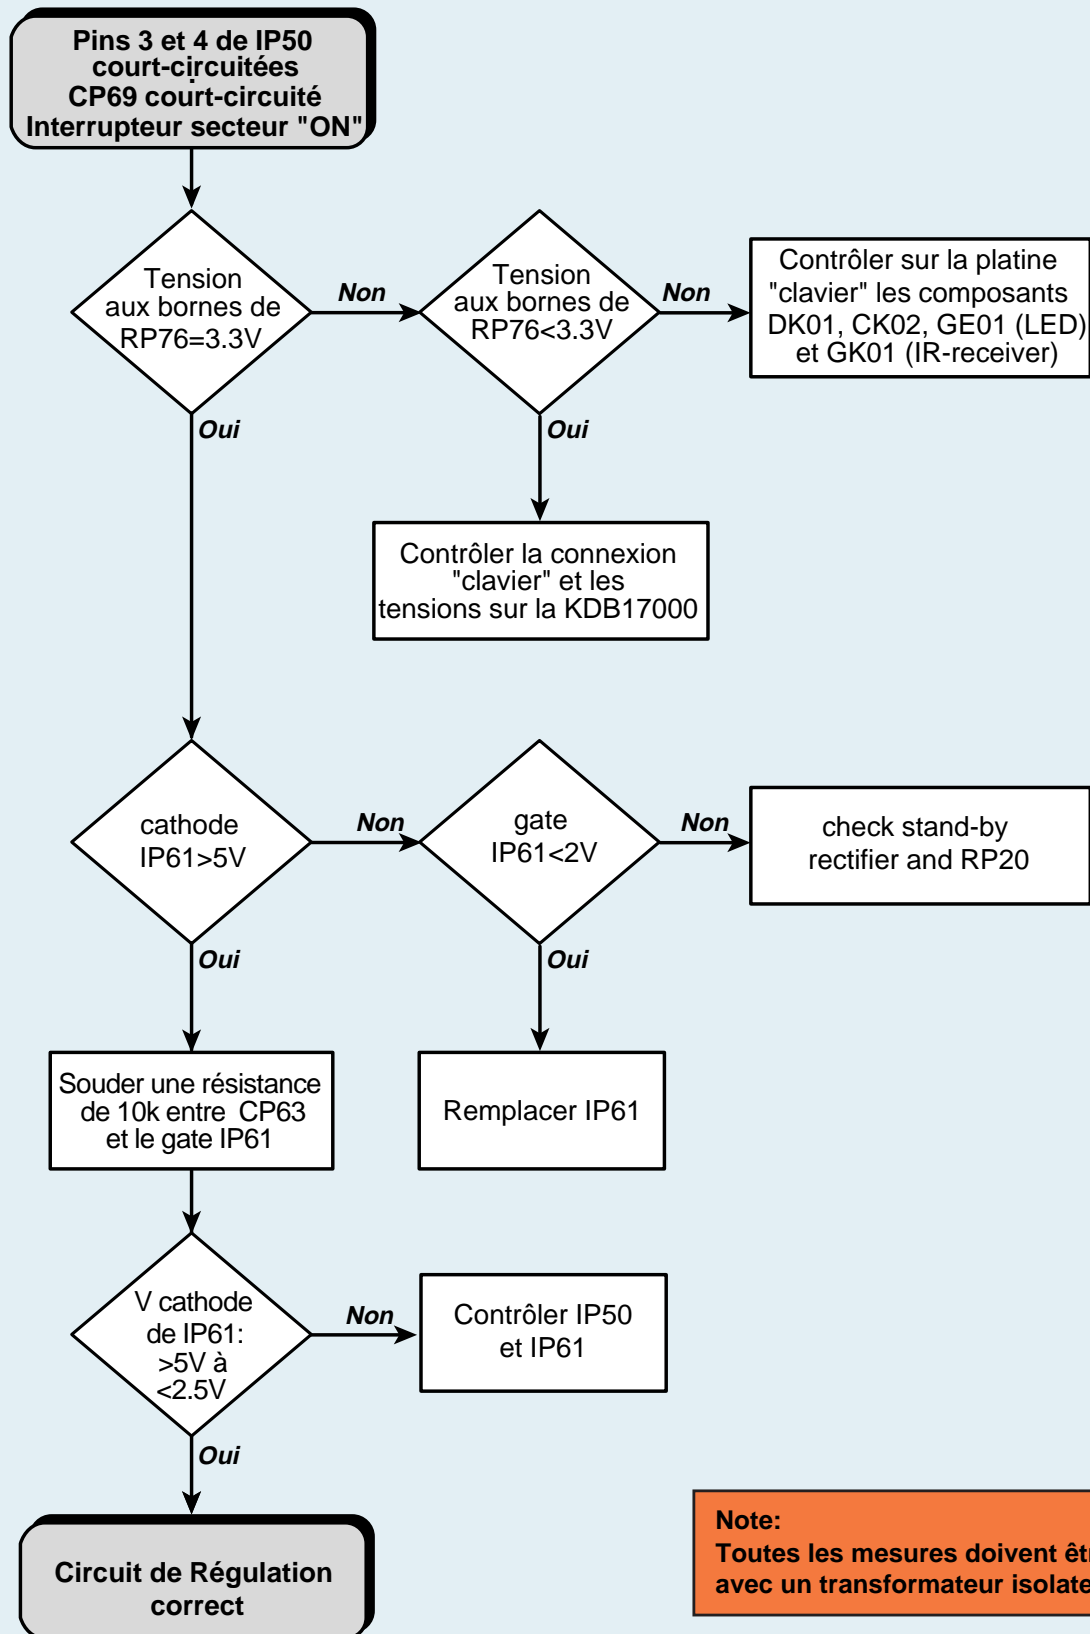 Pins 3 et 4 de IP50
court-circuitées
CP69 court-circuité
Interrupteur secteur "ON"
Tension
aux bornes de
RP76=3.3V
Non
Tension
aux bornes de
RP76<3.3V
Non
Contrôler sur la platine
"clavier" les composants
DK01, CK02, GE01 (LED)
et GK01 (IR-receiver)
Oui
Oui
Contrôler la connexion
"clavier" et les
tensions sur la KDB17000
cathode
IP61>5V
Non
gate
IP61<2V
Non
check stand-by
rectifier and RP20
Oui
Oui
Souder une résistance
de 10k entre CP63
et le gate IP61
Remplacer IP61
V cathode
de IP61:
>5V à
<2.5V
Non
Contrôler IP50
et IP61
Oui
Circuit de Régulation
correct
Note:
Toutes les mesures doivent
avec un transformateur